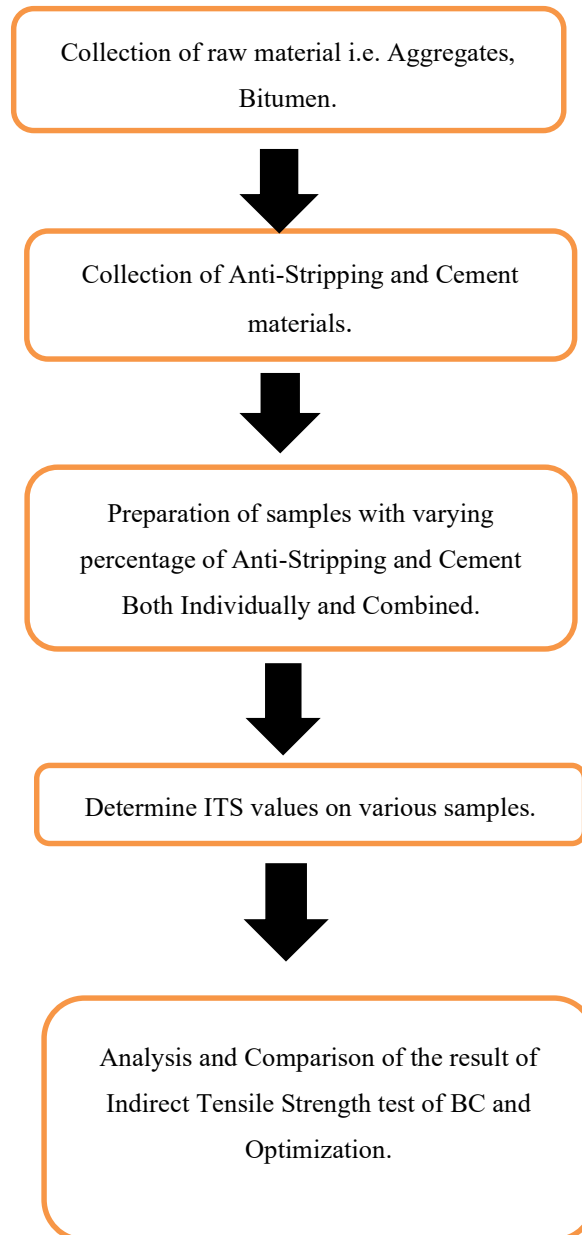 Collection of raw material i.e. Aggregates,
Bitumen.
Collection of Anti-Stripping and Cement
materials.
Preparation of samples with varying
percentage of Anti-Stripping and Cement
Both Individually and Combined.
Determine ITS values on various samples.
Analysis and Comparison of the result of
Indirect Tensile Strength test of BC and
Optimization.